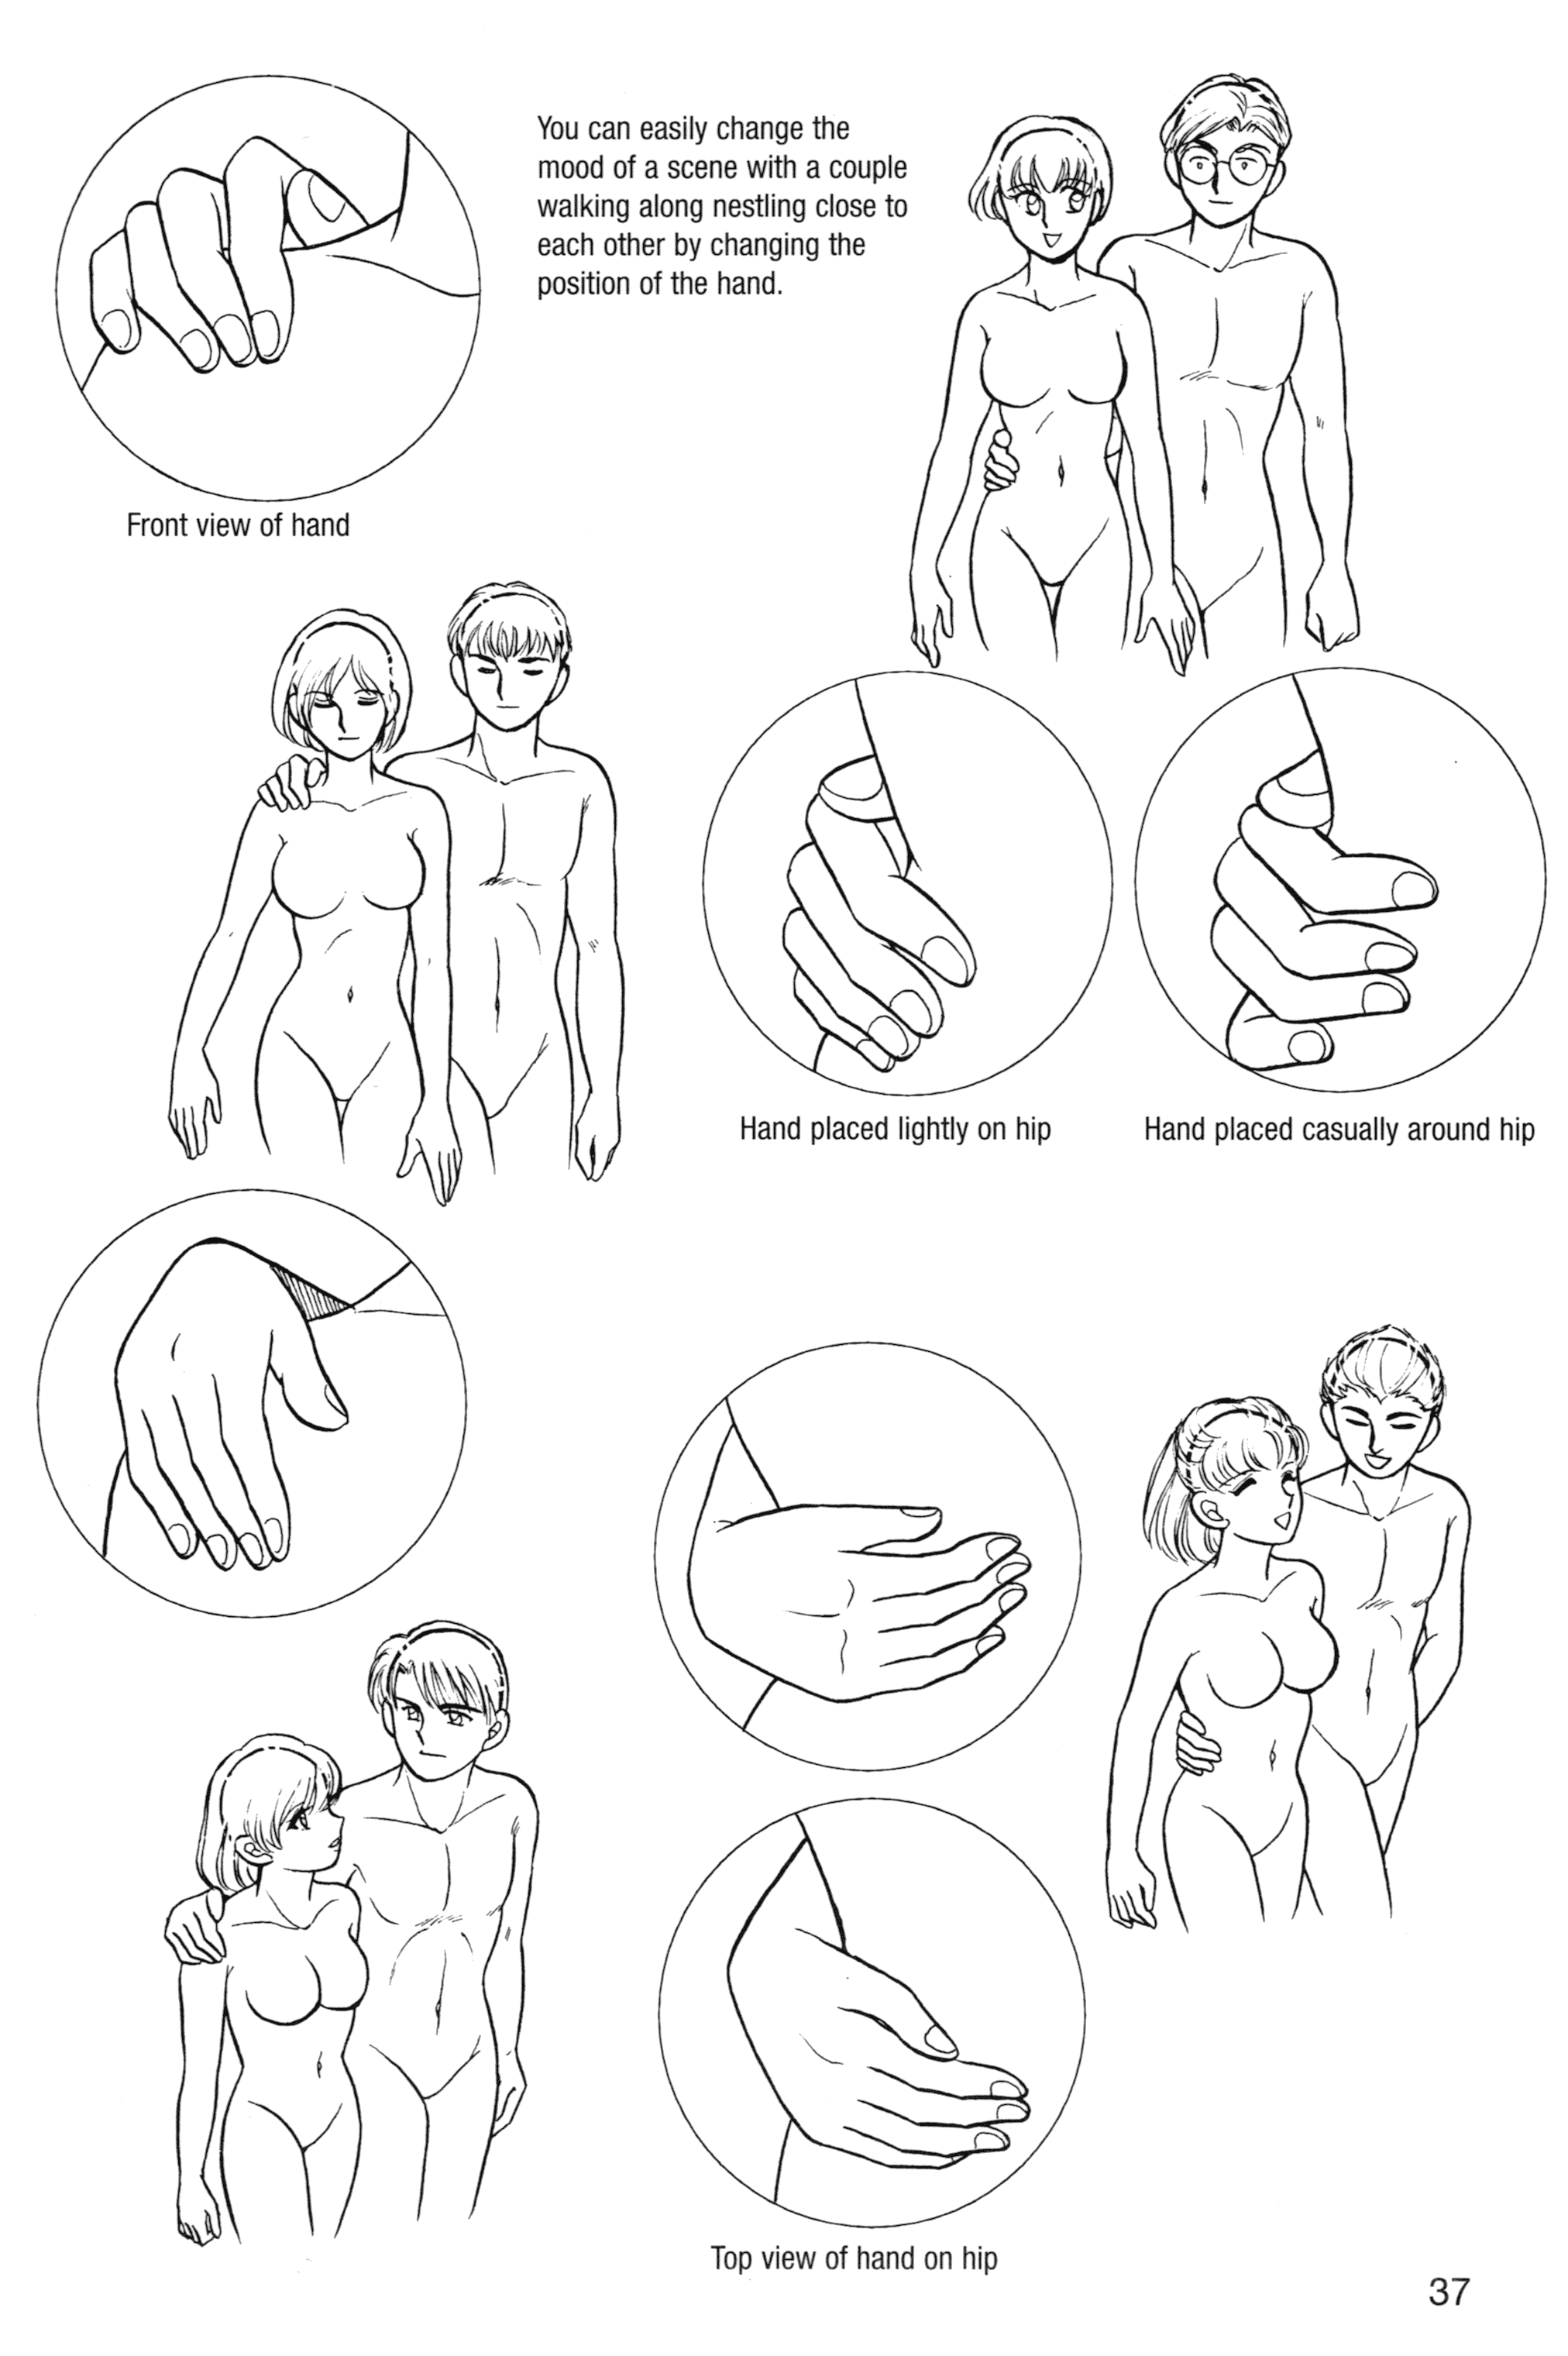 You can easily change the
mood of a scene with a couple
walking along nestling close to
each other by changing the
position of the hand.
Front view of hand
Hand placed lightly on hip
Hand placed casually around hip
Top view of hand on hip
37